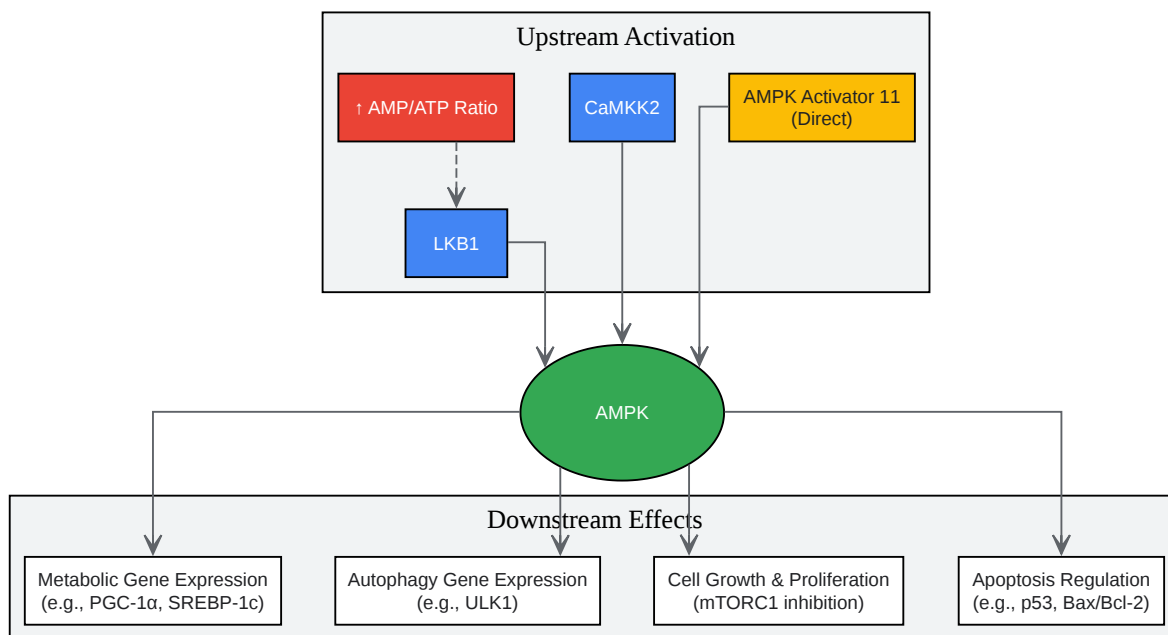 Upstream Activation
↑ AMP/ATP Ratio
CaMKK2
AMPK Activator 11
(Direct)
LKB1
AMPK
Downstream Effects
Metabolic Gene Expression
(e.g., PGC-1α, SREBP-1c)
Autophagy Gene Expression
(e.g., ULK1)
Cell Growth & Proliferation
(mTORC1 inhibition)
Apoptosis Regulation
(e.g., p53, Bax/Bcl-2)